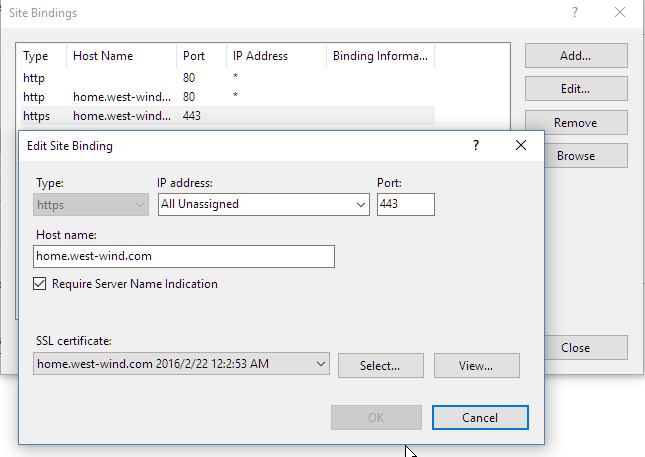 Site Bindings
Type Host Name Port IP Address Binding Informa...
http 80 *
http home.west-wind... 80 *
https home.west-wind... 443
Add...
Edit...
Remove
Browse
Close
Edit Site Binding
Type: IP address: Port:
https All Unassigned 443
Host name:
home.west-wind.com
Require Server Name Indication
SSL certificate:
home.west-wind.com 2016/2/22 12:2:53 AM Select... View...
OK Cancel